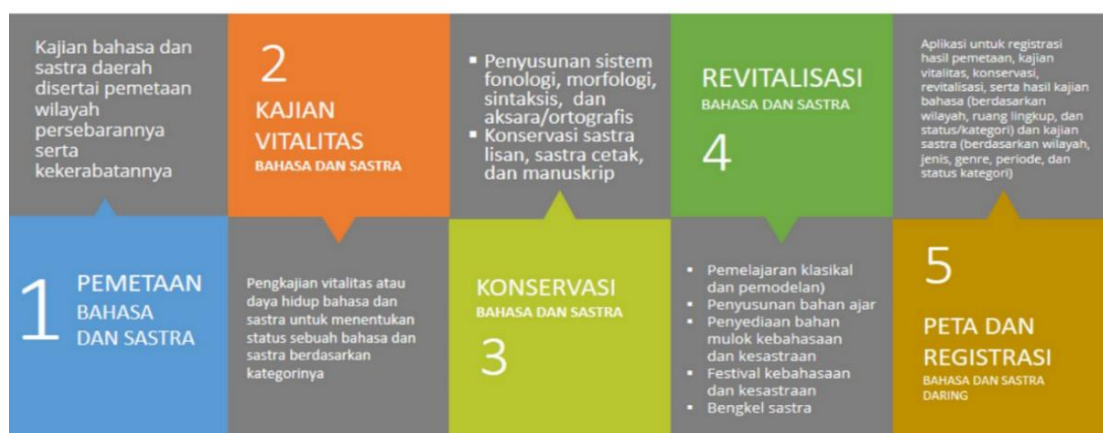 Kajian bahasa dan
sastra daerah
disertai pemetaan
wilayah
persebarannya
serta
kekerabatannya
1
PEMETAAN
BAHASA
DAN SASTRA
2
KAJIAN
VITALITAS
BAHASA DAN SASTRA
Pengkajian vitalitas atau
daya hidup bahasa dan
sastra untuk menentukan
status sebuah bahasa dan
sastra berdasarkan
kategorinya
▪ Penyusunan sistem
fonologi, morfologi,
sintaksis, dan
aksara/ortografis
▪ Konservasi sastra
lisan, sastra cetak,
dan manuskrip
KONSERVASI
BAHASA DAN SASTRA
3
REVITALISASI
BAHASA DAN SASTRA
4
▪ Pemelajaran klasikal
dan pemodelan)
▪ Penyusunan bahan ajar
▪ Penyediaan bahan
mulok kebahasaan
dan kesastraan
▪ Festival kebahasaan
dan kesastraan
▪ Bengkel sastra
Aplikasi untuk registrasi
hasil pemetaan, kajian
vitalitas, konservasi,
revitalisasi, serta hasil kajian
bahasa (berdasarkan
wilayah, ruang lingkup, dan
status/kategori) dan kajian
sastra (berdasarkan wilayah,
jenis, genre, periode, dan
status kategori)
5
PETA DAN
REGISTRASI
BAHASA DAN SASTRA
DARING